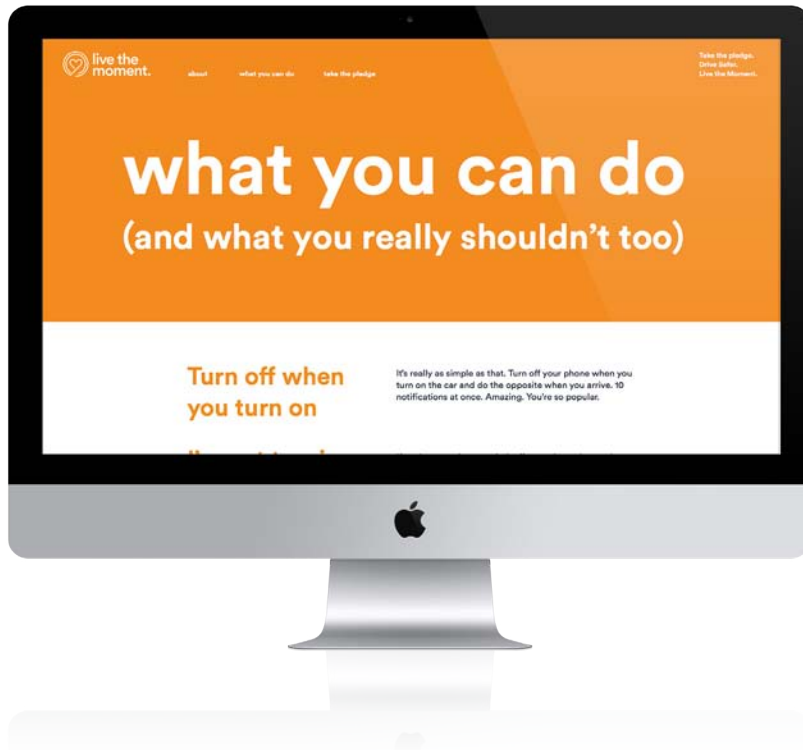 live the
moment.
about what you can do take the pledge
Take the pledge.
Drive Safer.
Live the Moment.
what you can do
(and what you really shouldn't too)
Turn off when
you turn on
It's really as simple as that. Turn off your phone when you
turn on the car and do the opposite when you arrive. 10
notifications at once. Amazing. You're so popular.